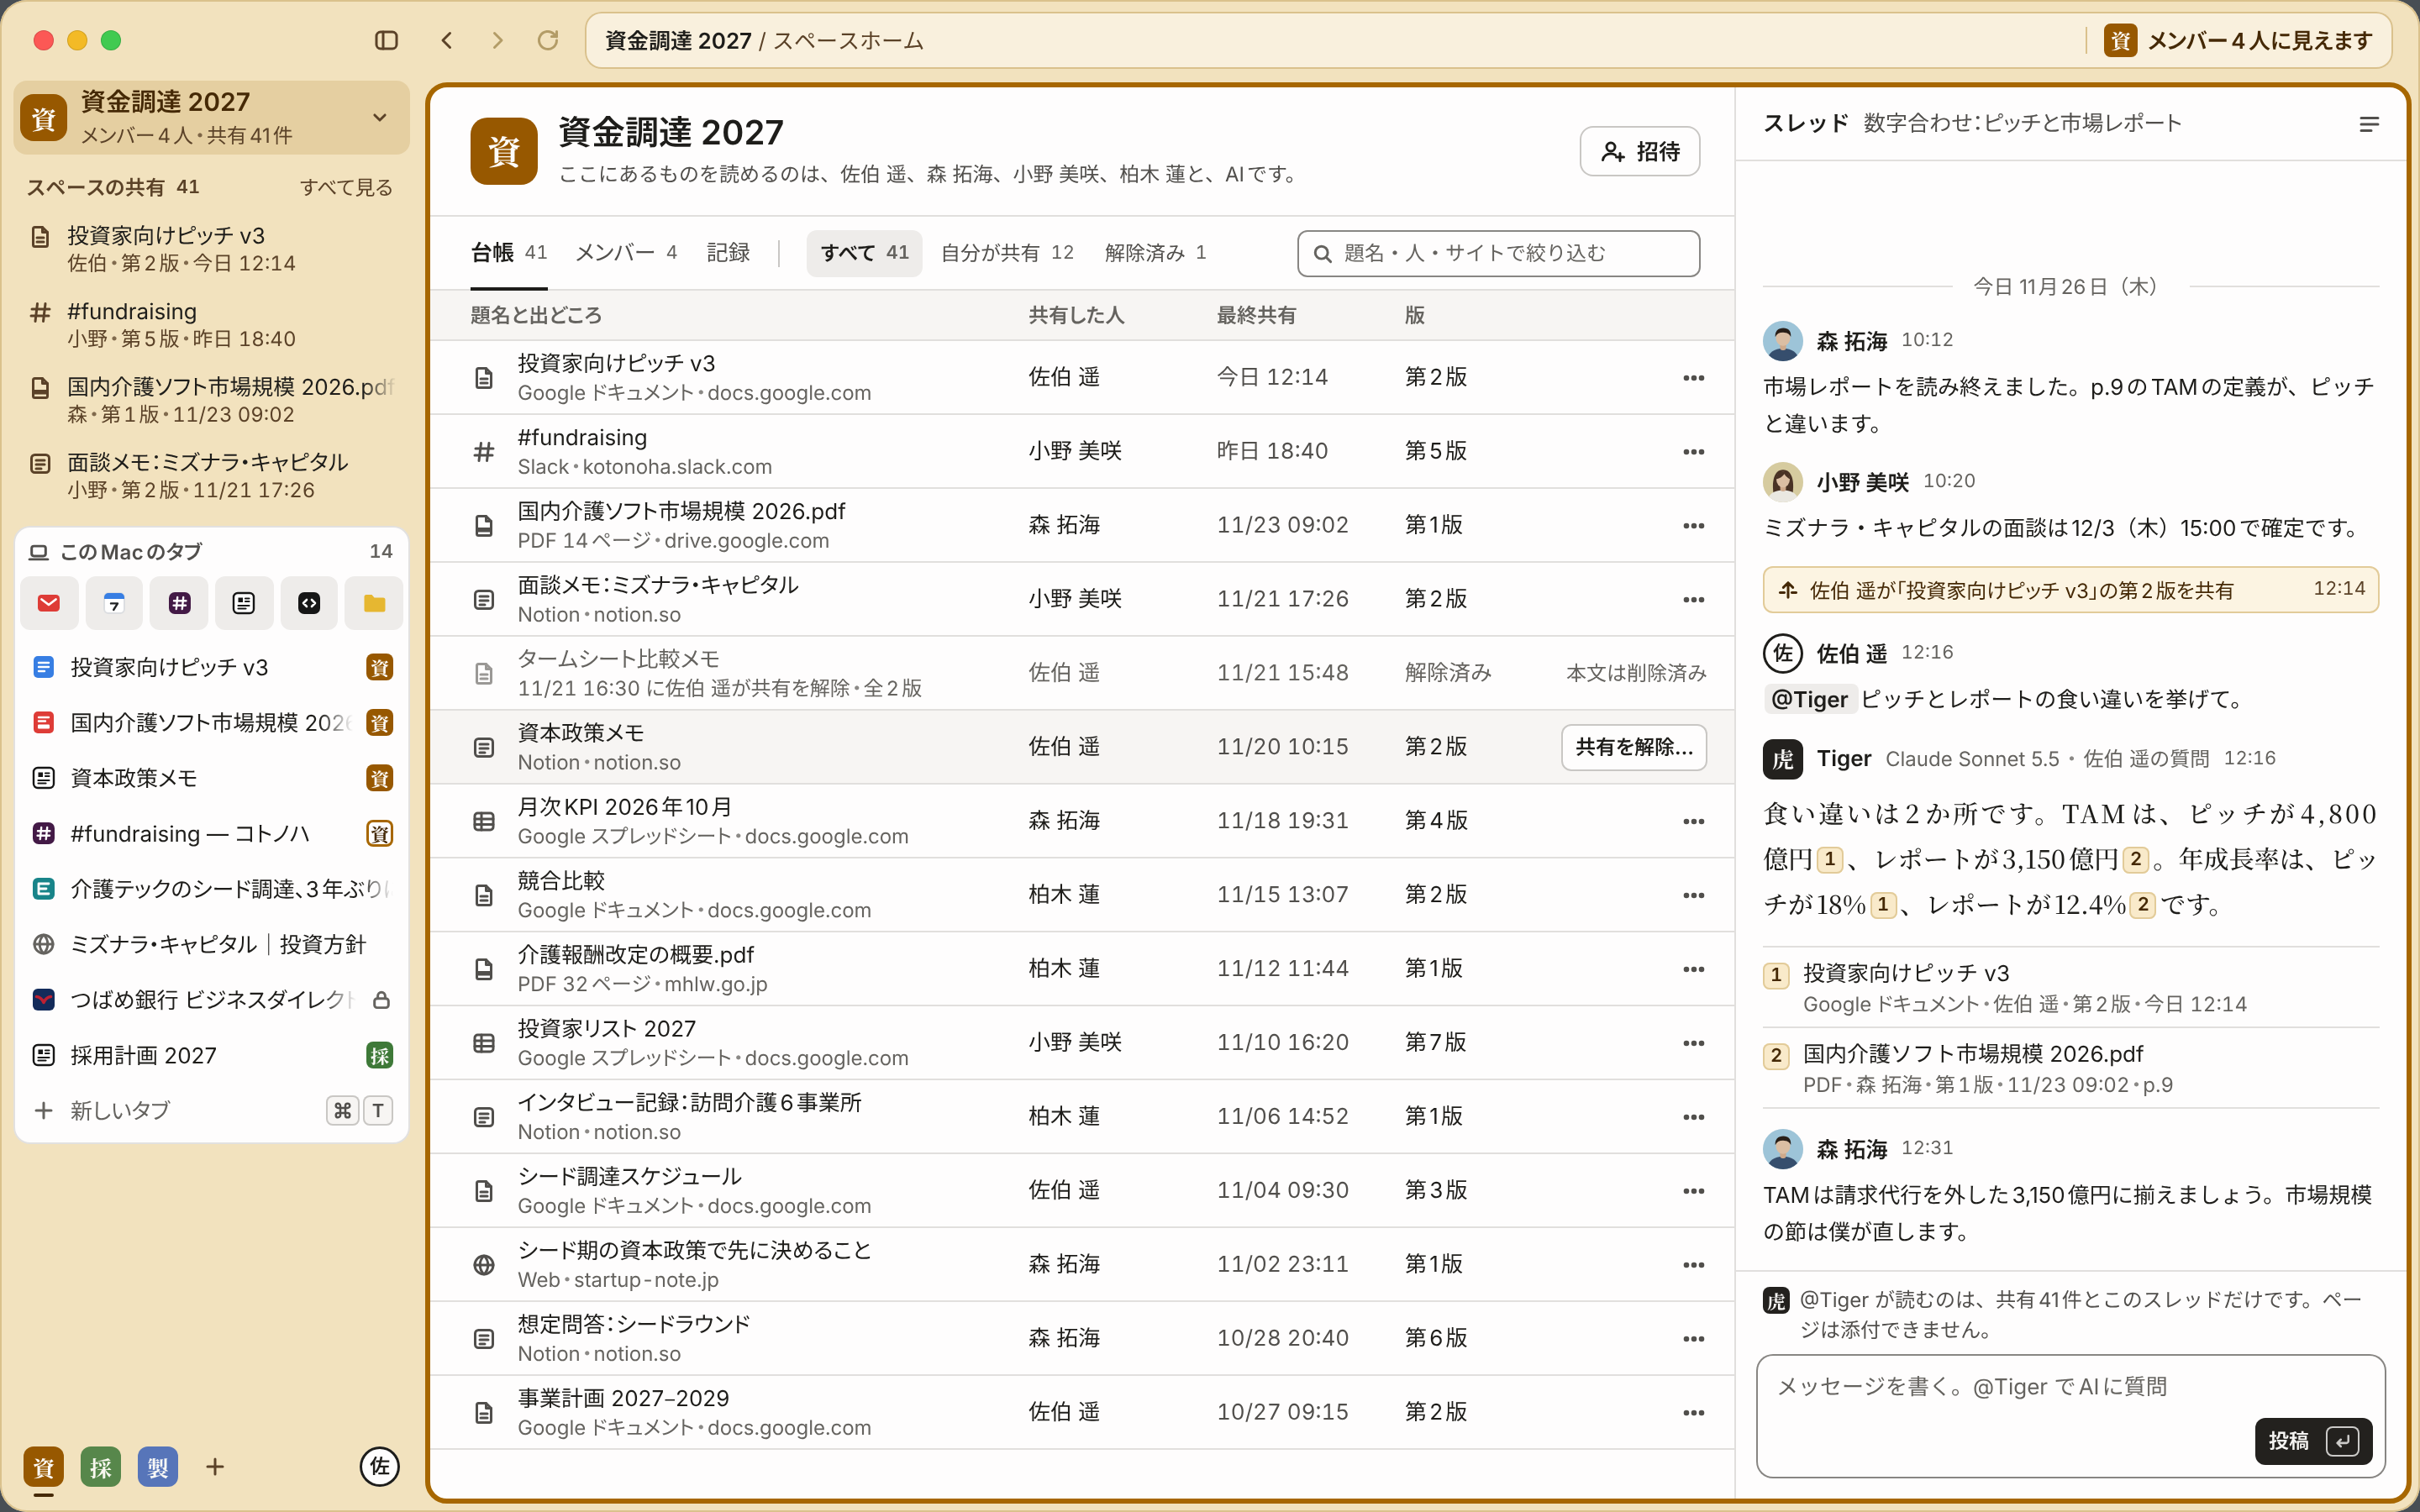 資金調達 2027 / スペースホーム
資 メンバー4人に見えます
資 資金調達 2027
メンバー4人・共有41件
スペースの共有 41 すべて見る
投資家向けピッチ v3
佐伯・第2版・今日 12:14
#fundraising
小野・第5版・昨日 18:40
国内介護ソフト市場規模 2026.pdf
森・第1版・11/23 09:02
面談メモ：ミズナラ・キャピタル
小野・第2版・11/21 17:26
このMacのタブ 14
7
投資家向けピッチ v3 資
国内介護ソフト市場規模 202 資
資本政策メモ 資
#fundraising — コトノハ 資
介護テックのシード調達、3年ぶりに
ミズナラ・キャピタル｜投資方針
つばめ銀行 ビジネスダイレクト
採用計画 2027 採
新しいタブ ⌘ T
資 採 製 + 佐
資 資金調達 2027
ここにあるものを読めるのは、佐伯 遥、森 拓海、小野 美咲、柏木 蓮と、AIです。
招待
台帳 41 メンバー 4 記録 すべて 41 自分が共有 12 解除済み 1
題名・人・サイトで絞り込む
題名と出どころ 共有した人 最終共有 版
投資家向けピッチ v3
Google ドキュメント・docs.google.com
佐伯 遥 今日 12:14 第2版
#fundraising
Slack・kotonoha.slack.com
小野 美咲 昨日 18:40 第5版
国内介護ソフト市場規模 2026.pdf
PDF 14ページ・drive.google.com
森 拓海 11/23 09:02 第1版
面談メモ：ミズナラ・キャピタル
Notion・notion.so
小野 美咲 11/21 17:26 第2版
タームシート比較メモ
11/21 16:30 に佐伯 遥が共有を解除・全2版
佐伯 遥 11/21 15:48 解除済み 本文は削除済み
資本政策メモ
Notion・notion.so
佐伯 遥 11/20 10:15 第2版 共有を解除…
月次KPI 2026年10月
Google スプレッドシート・docs.google.com
森 拓海 11/18 19:31 第4版
競合比較
Google ドキュメント・docs.google.com
柏木 蓮 11/15 13:07 第2版
介護報酬改定の概要.pdf
PDF 32ページ・mhlw.go.jp
柏木 蓮 11/12 11:44 第1版
投資家リスト 2027
Google スプレッドシート・docs.google.com
小野 美咲 11/10 16:20 第7版
インタビュー記録：訪問介護6事業所
Notion・notion.so
柏木 蓮 11/06 14:52 第1版
シード調達スケジュール
Google ドキュメント・docs.google.com
佐伯 遥 11/04 09:30 第3版
シード期の資本政策で先に決めること
Web・startup-note.jp
森 拓海 11/02 23:11 第1版
想定問答：シードラウンド
Notion・notion.so
森 拓海 10/28 20:40 第6版
事業計画 2027–2029
Google ドキュメント・docs.google.com
佐伯 遥 10/27 09:15 第2版
スレッド 数字合わせ：ピッチと市場レポート
今日 11月26日（木）
森 拓海 10:12
市場レポートを読み終えました。p.9のTAMの定義が、ピッチ
と違います。
小野 美咲 10:20
ミズナラ・キャピタルの面談は12/3（木）15:00で確定です。
佐伯 遥が「投資家向けピッチ v3」の第2版を共有 12:14
佐 佐伯 遥 12:16
@Tiger ピッチとレポートの食い違いを挙げて。
虎 Tiger Claude Sonnet 5.5・佐伯 遥の質問 12:16
食い違いは2か所です。TAMは、ピッチが4,800
億円 1 、レポートが3,150億円 2 。年成長率は、ピッ
チが18% 1 、レポートが12.4% 2 です。
1 投資家向けピッチ v3
Google ドキュメント・佐伯 遥・第2版・今日 12:14
2 国内介護ソフト市場規模 2026.pdf
PDF・森 拓海・第1版・11/23 09:02・p.9
森 拓海 12:31
TAMは請求代行を外した3,150億円に揃えましょう。市場規模
の節は僕が直します。
虎 @Tiger が読むのは、共有41件とこのスレッドだけです。ペー
ジは添付できません。
メッセージを書く。@Tiger でAIに質問
投稿